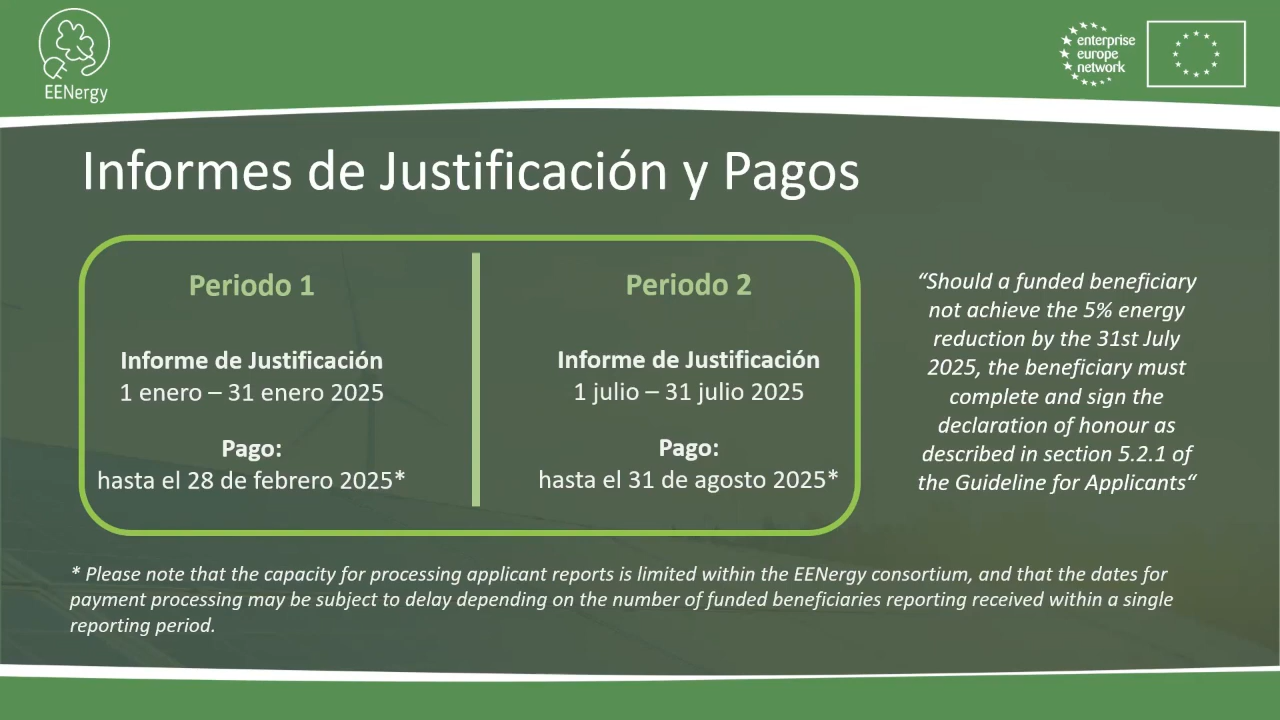 EENergy
enterprise
europe
network
Informes de Justificación y Pagos
Periodo 1
Informe de Justificación
1 enero – 31 enero 2025
Pago:
hasta el 28 de febrero 2025*
Periodo 2
Informe de Justificación
1 julio – 31 julio 2025
Pago:
hasta el 31 de agosto 2025*
“Should a funded beneficiary
not achieve the 5% energy
reduction by the 31st July
2025, the beneficiary must
complete and sign the
declaration of honour as
described in section 5.2.1 of
the Guideline for Applicants“
* Please note that the capacity for processing applicant reports is limited within the EENergy consortium, and that the dates for
payment processing may be subject to delay depending on the number of funded beneficiaries reporting received within a single
reporting period.